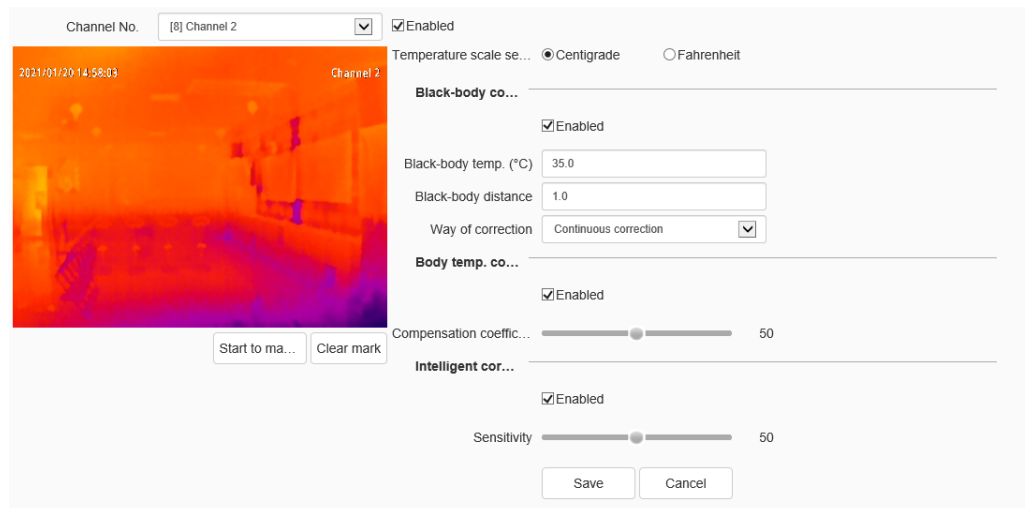 Channel No. [8] Channel 2 Enabled
Temperature scale se... Centigrade Fahrenheit
2021/01/20 14:58:03 Channel 2
Black-body co...
Enabled
Black-body temp. (°C) 35.0
Black-body distance 1.0
Way of correction Continuous correction
Body temp. co...
Enabled
Compensation coeffic... 50
Start to ma... Clear mark
Intelligent cor...
Enabled
Sensitivity 50
Save Cancel